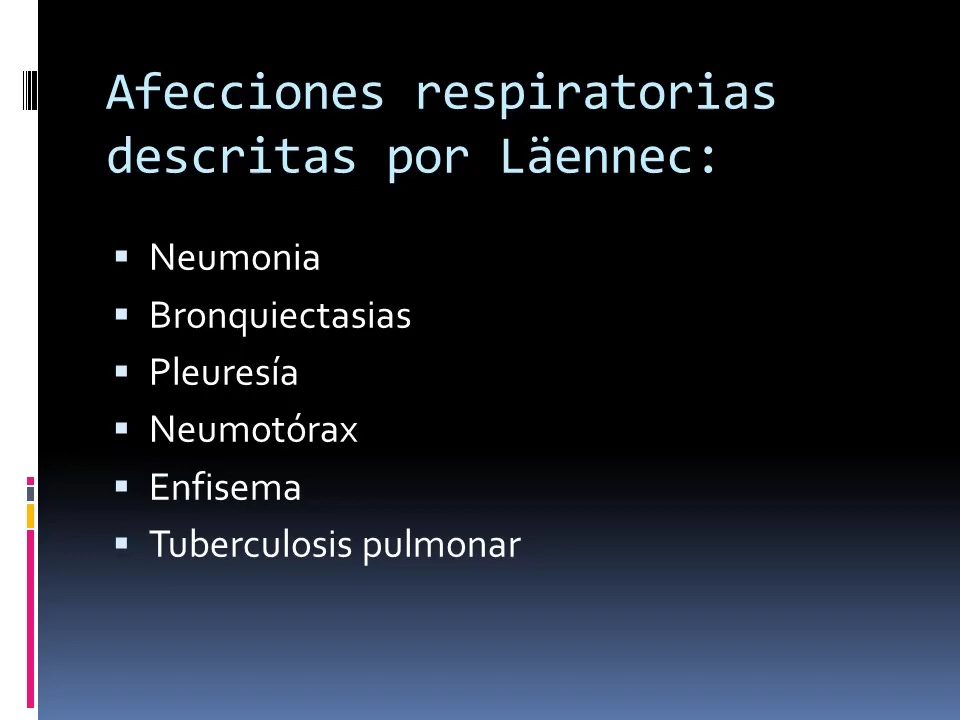 Afecciones respiratorias
descritas por Läennec:
Neumonia
Bronquiectasias
Pleuresía
Neumotórax
Enfisema
Tuberculosis pulmonar